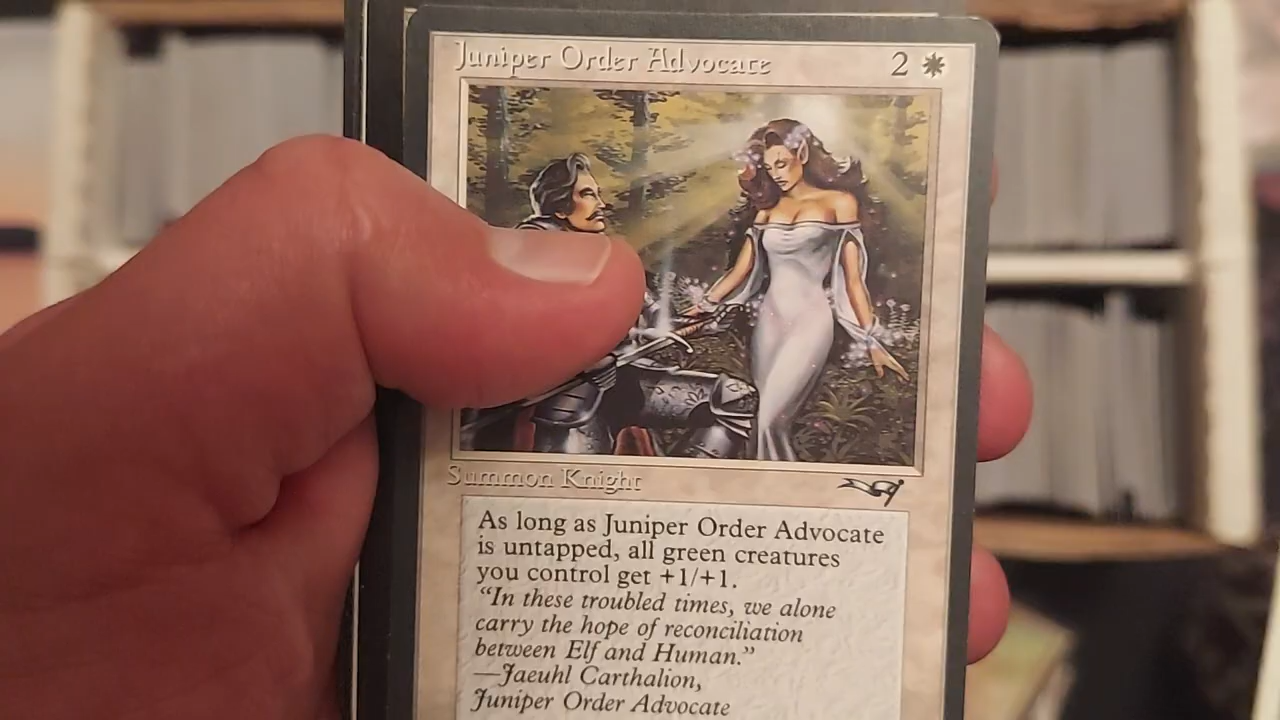 Juniper Order Advocate 2
Summon Knight
As long as Juniper Order Advocate
is untapped, all green creatures
you control get +1/+1.
“In these troubled times, we alone
carry the hope of reconciliation
between Elf and Human.”
—Jaeuhl Carthalion,
Juniper Order Advocate